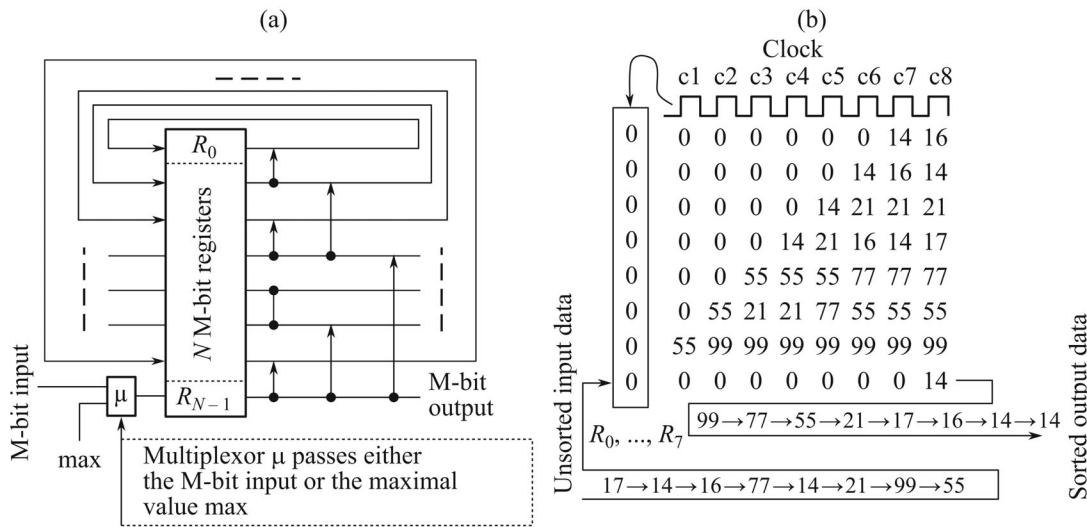 (a)
R0
N M-bit registers
RN−1
M-bit input
μ
max
M-bit output
Multiplexor μ passes either
the M-bit input or the maximal
value max
(b)
Clock
c1 c2 c3 c4 c5 c6 c7 c8
0 0 0 0 0 0 0 14 16
0 0 0 0 0 0 14 16 14
0 0 0 0 0 14 21 21 21
0 0 0 0 14 21 16 14 17
0 0 0 55 55 55 77 77 77
0 0 55 21 21 77 55 55 55
0 55 99 99 99 99 99 99 99
0 0 0 0 0 0 0 0 14
Unsorted input data
R0, ..., R7
99→77→55→21→17→16→14→14
17→14→16→77→14→21→99→55
Sorted output data